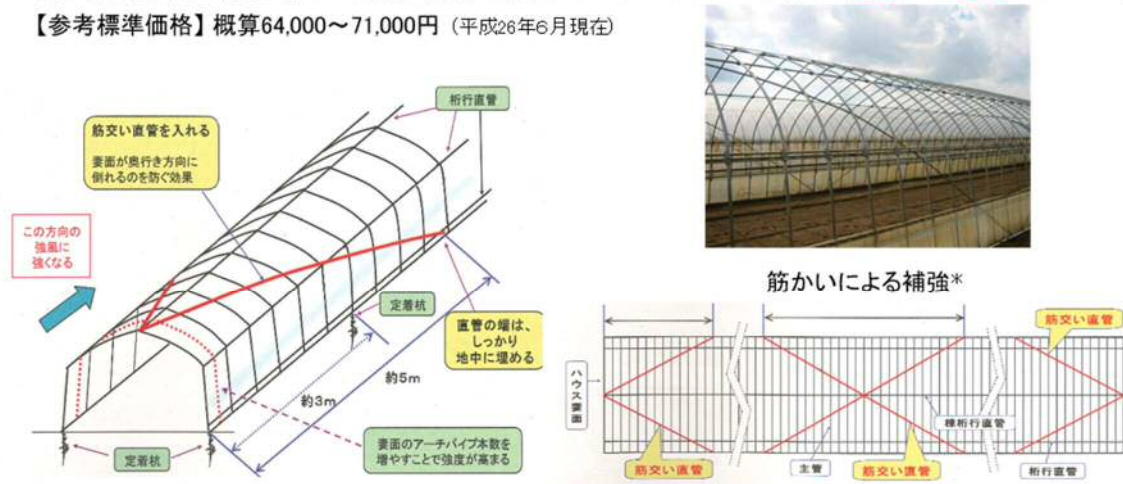 【参考標準価格】概算64,000～71,000円（平成26年6月現在）
桁行直管
筋交い直管を入れる
妻面が奥行き方向に
倒れるのを防ぐ効果
この方向の
強風に
強くなる
定着杭
直管の端は、
しっかり
地中に埋める
約5m
約3m
妻面のアーチパイプ本数を
増やすことで強度が高まる
定着杭
筋かいによる補強*
筋交い直管
ハウス妻面
棟桁行直管
筋交い直管
主管
筋交い直管
桁行直管